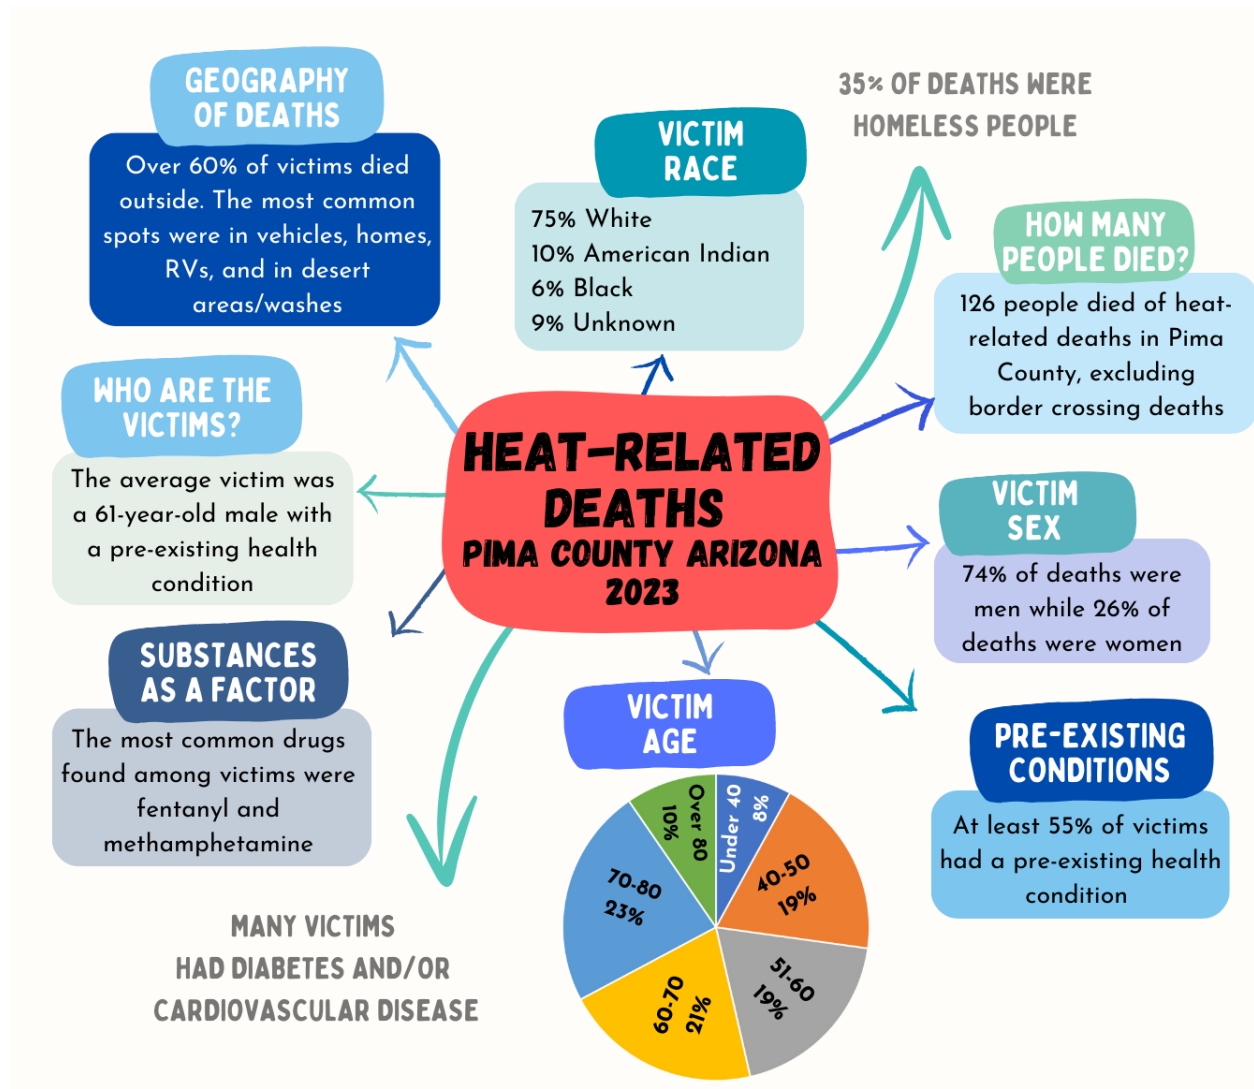 GEOGRAPHY
OF DEATHS
Over 60% of victims died
outside. The most common
spots were in vehicles, homes,
RVs, and in desert
areas/washes
VICTIM
RACE
75% White
10% American Indian
6% Black
9% Unknown
35% OF DEATHS WERE
HOMELESS PEOPLE
HOW MANY
PEOPLE DIED?
126 people died of heat-
related deaths in Pima
County, excluding
border crossing deaths
WHO ARE THE
VICTIMS?
The average victim was
a 61-year-old male with
a pre-existing health
condition
HEAT-RELATED
DEATHS
PIMA COUNTY ARIZONA
2023
VICTIM
SEX
74% of deaths were
men while 26% of
deaths were women
SUBSTANCES
AS A FACTOR
The most common drugs
found among victims were
fentanyl and
methamphetamine
VICTIM
AGE
Under 40
8%
40-50
19%
51-60
19%
60-70
21%
70-80
23%
Over 80
10%
PRE-EXISTING
CONDITIONS
At least 55% of victims
had a pre-existing health
condition
MANY VICTIMS
HAD DIABETES AND/OR
CARDIOVASCULAR DISEASE